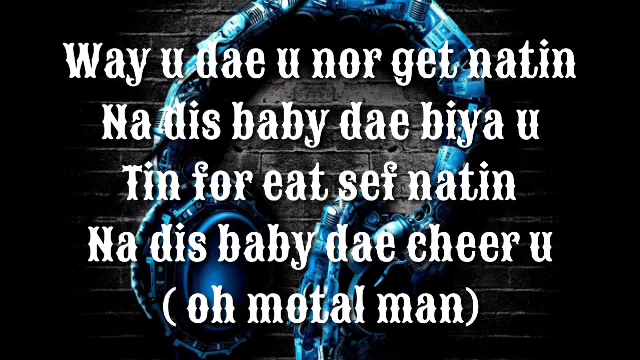 Way u dae u nor get natin
Na dis baby dae biya u
Tin for eat sef natin
Na dis baby dae cheer u
( oh motal man)